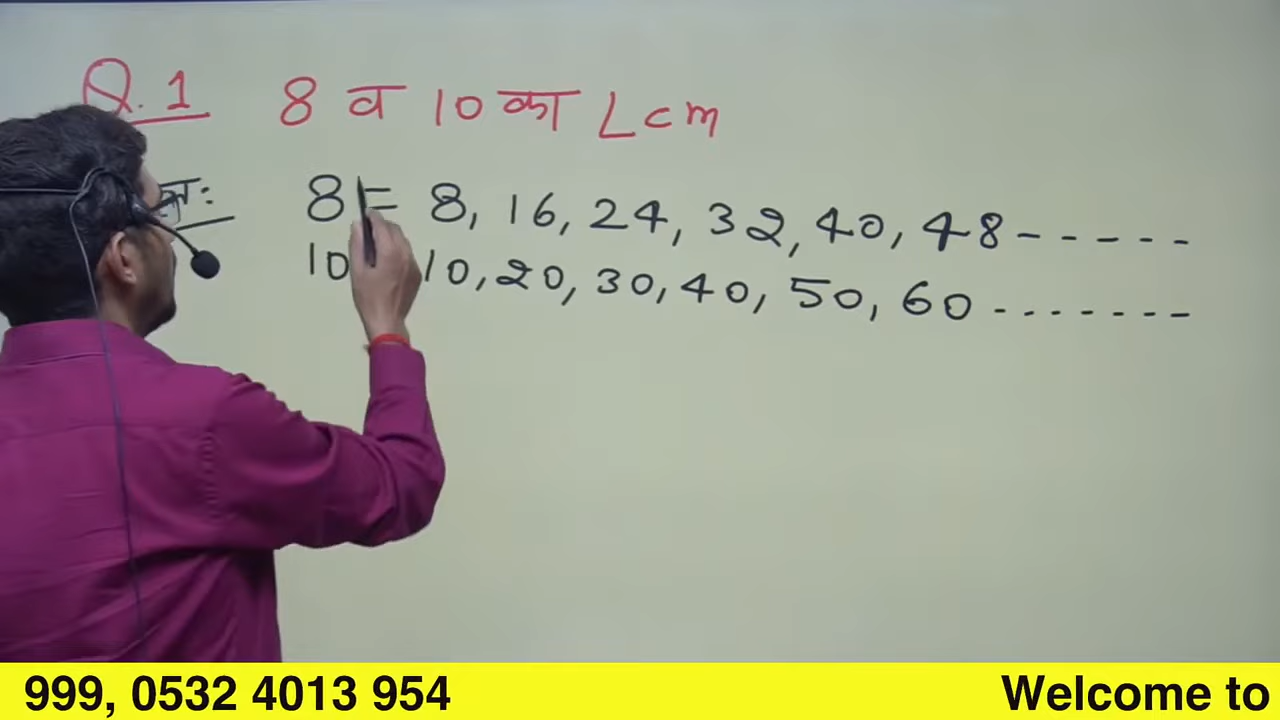 Q. 1 8 व 10 का Lcm
8 = 8, 16, 24, 32, 40, 48 - - - - -
10 10, 20, 30, 40, 50, 60 - - - - - - -
999, 0532 4013 954 Welcome to